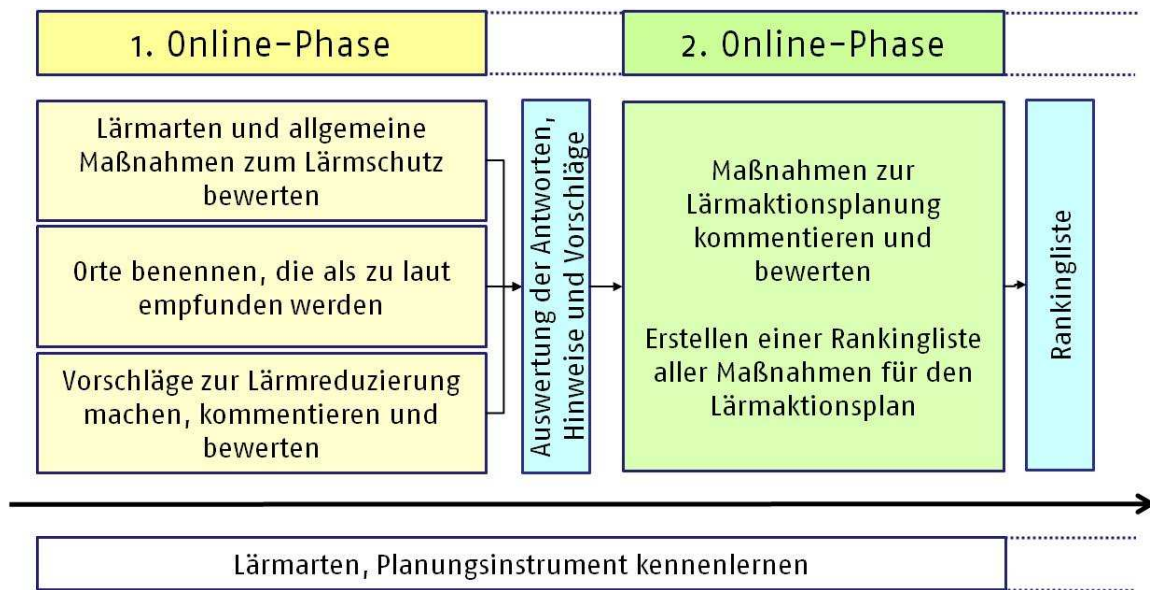 1. Online-Phase
2. Online-Phase
Lärmarten und allgemeine
Maßnahmen zum Lärmschutz
bewerten
Orte benennen, die als zu laut
empfunden werden
Vorschläge zur Lärmreduzierung
machen, kommentieren und
bewerten
Auswertung der Antworten,
Hinweise und Vorschläge
Maßnahmen zur
Lärmaktionsplanung
kommentieren und
bewerten
Erstellen einer Rankingliste
aller Maßnahmen für den
Lärmaktionsplan
Rankingliste
Lärmarten, Planungsinstrument kennenlernen